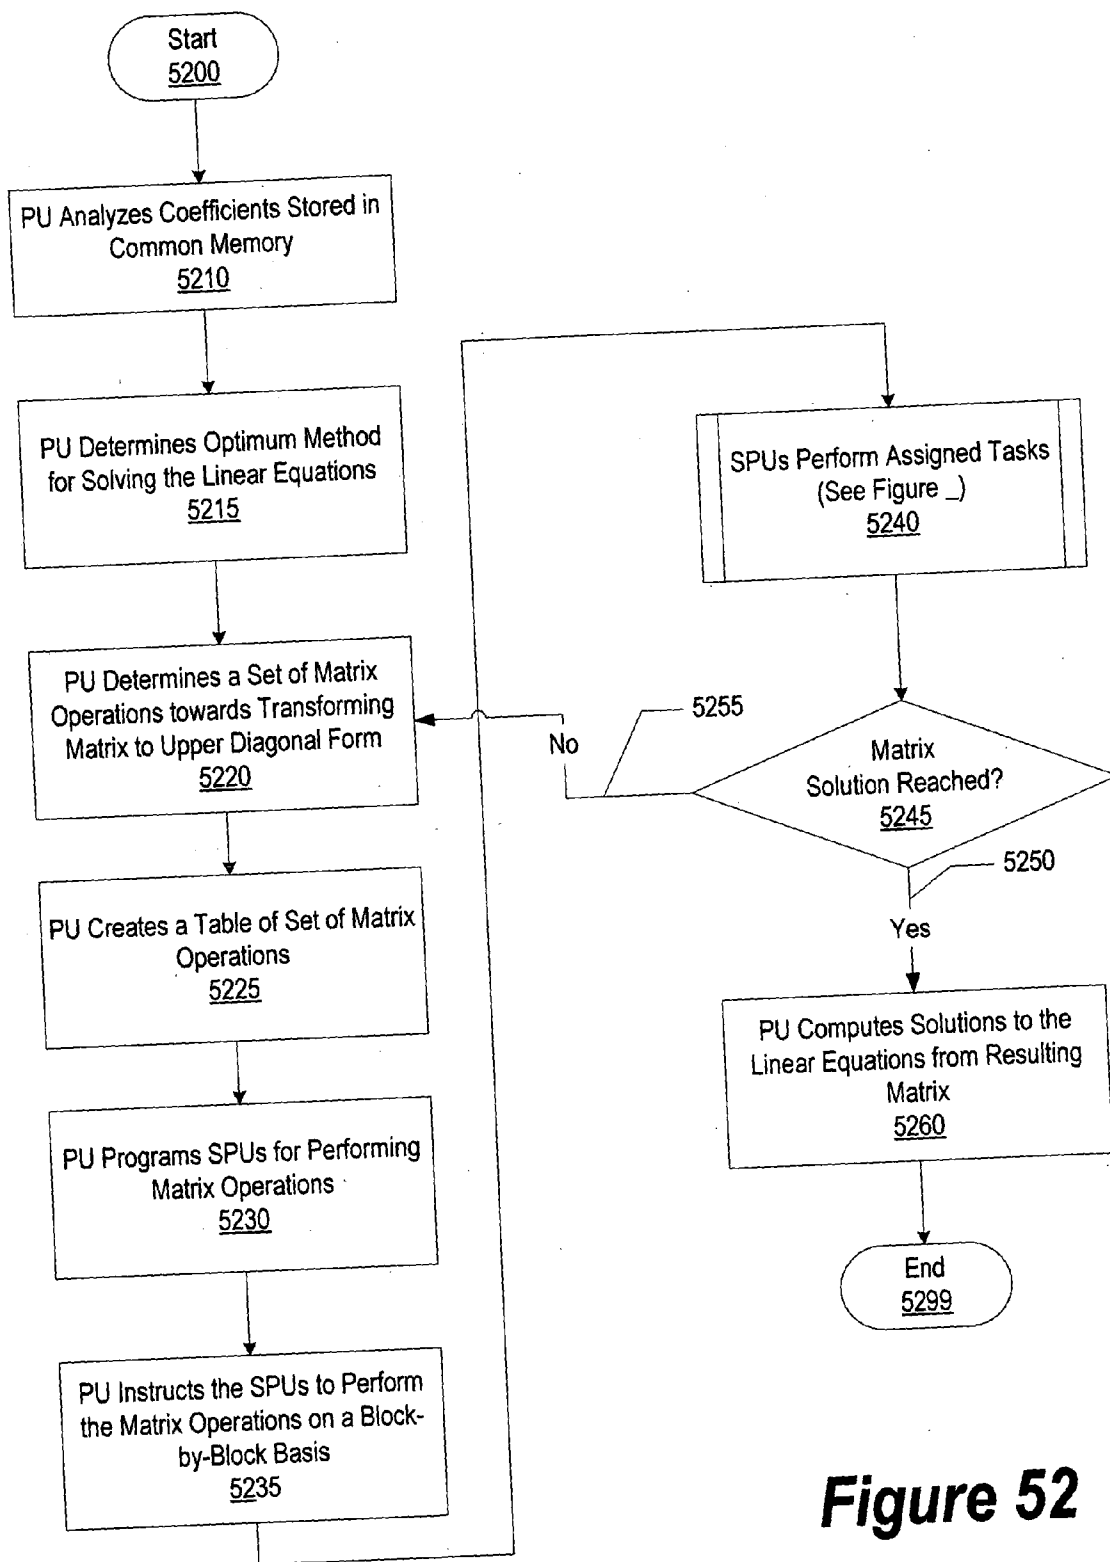 Start
5200
PU Analyzes Coefficients Stored in
Common Memory
5210
PU Determines Optimum Method
for Solving the Linear Equations
5215
PU Determines a Set of Matrix
Operations towards Transforming
Matrix to Upper Diagonal Form
5220
PU Creates a Table of Set of Matrix
Operations
5225
PU Programs SPUs for Performing
Matrix Operations
5230
PU Instructs the SPUs to Perform
the Matrix Operations on a Block-
by-Block Basis
5235
SPUs Perform Assigned Tasks
(See Figure _)
5240
Matrix
Solution Reached?
5245
5255
No
5250
Yes
PU Computes Solutions to the
Linear Equations from Resulting
Matrix
5260
End
5299
Figure 52